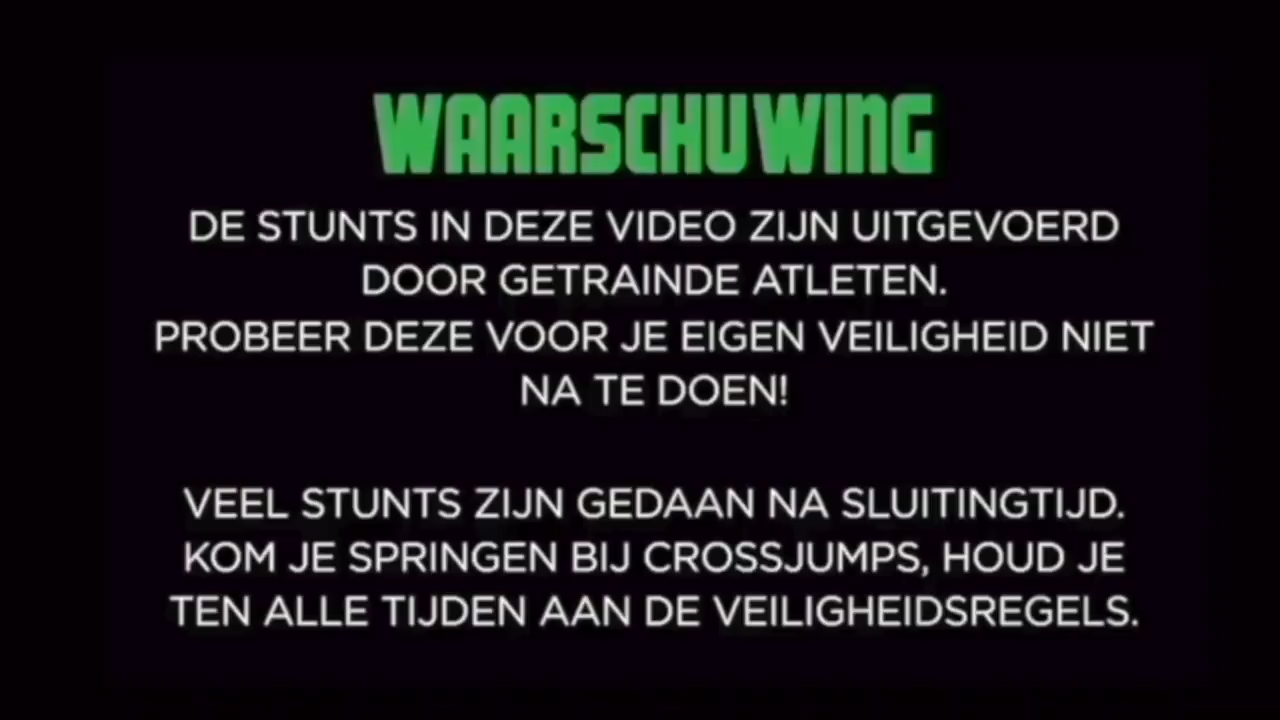 WAARSCHUWING
DE STUNTS IN DEZE VIDEO ZIJN UITGEVOERD
DOOR GETRAINDE ATLETEN.
PROBEER DEZE VOOR JE EIGEN VEILIGHEID NIET
NA TE DOEN!
VEEL STUNTS ZIJN GEDAAN NA SLUITINGTIJD.
KOM JE SPRINGEN BIJ CROSSJUMPS, HOUD JE
TEN ALLE TIJDEN AAN DE VEILIGHEIDSREGELS.